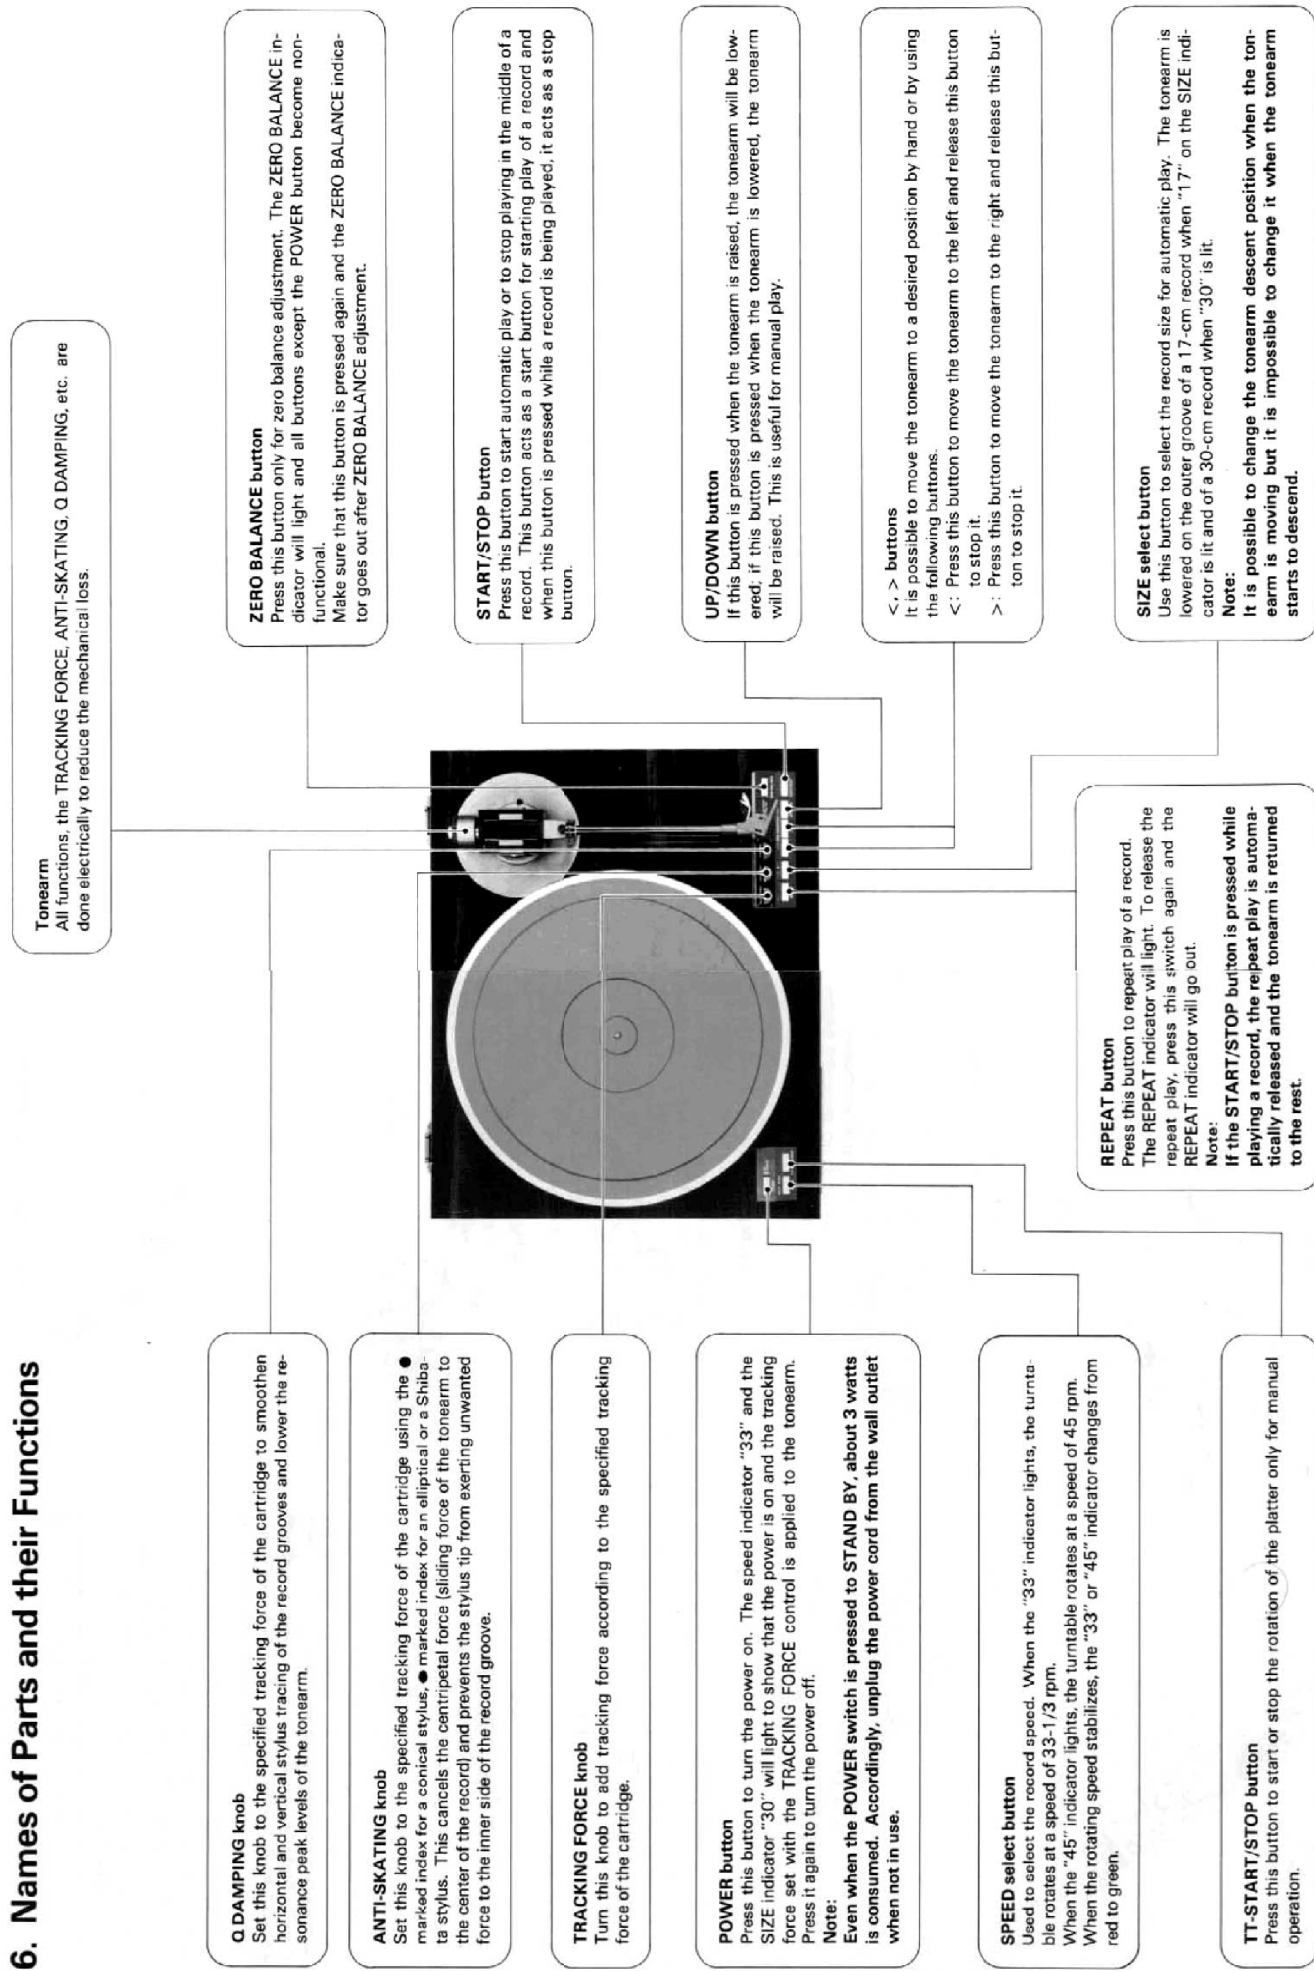 6. Names of Parts and their Functions
Tonearm
All functions, the TRACKING FORCE, ANTI-SKATING, Q DAMPING, etc. are
done electrically to reduce the mechanical loss.
Q DAMPING knob
Set this knob to the specified tracking force of the cartridge to smoothen
horizontal and vertical stylus tracing of the record grooves and lower the re-
sonance peak levels of the tonearm.
ANTI-SKATING knob
Set this knob to the specified tracking force of the cartridge using the ●
marked index for a conical stylus, ● marked index for an elliptical or a Shiba-
ta stylus. This cancels the centripetal force (sliding force of the tonearm to
the center of the record) and prevents the stylus tip from exerting unwanted
force to the inner side of the record groove.
TRACKING FORCE knob
Turn this knob to add tracking force according to the specified tracking
force of the cartridge.
POWER button
Press this button to turn the power on. The speed indicator "33" and the
SIZE indicator "30" will light to show that the power is on and the tracking
force set with the TRACKING FORCE control is applied to the tonearm.
Press it again to turn the power off.
Note:
Even when the POWER switch is pressed to STAND BY, about 3 watts
is consumed. Accordingly, unplug the power cord from the wall outlet
when not in use.
SPEED select button
Used to select the record speed. When the "33" indicator lights, the turnta-
ble rotates at a speed of 33-1/3 rpm.
When the "45" indicator lights, the turntable rotates at a speed of 45 rpm.
When the rotating speed stabilizes, the "33" or "45" indicator changes from
red to green.
TT-START/STOP button
Press this button to start or stop the rotation of the platter only for manual
operation.
ZERO BALANCE button
Press this button only for zero balance adjustment. The ZERO BALANCE in-
dicator will light and all buttons except the POWER button become non-
functional.
Make sure that this button is pressed again and the ZERO BALANCE indica-
tor goes out after ZERO BALANCE adjustment.
START/STOP button
Press this button to start automatic play or to stop playing in the middle of a
record. This button acts as a start button for starting play of a record and
when this button is pressed while a record is being played, it acts as a stop
button.
UP/DOWN button
If this button is pressed when the tonearm is raised, the tonearm will be low-
ered; if this button is pressed when the tonearm is lowered, the tonearm
will be raised. This is useful for manual play.
<, > buttons
It is possible to move the tonearm to a desired position by hand or by using
the following buttons.
<: Press this button to move the tonearm to the left and release this button
to stop it.
>: Press this button to move the tonearm to the right and release this but-
ton to stop it.
SIZE select button
Use this button to select the record size for automatic play. The tonearm is
lowered on the outer groove of a 17-cm record when "17" on the SIZE indi-
cator is lit and of a 30-cm record when "30" is lit.
Note:
It is possible to change the tonearm descent position when the ton-
earm is moving but it is impossible to change it when the tonearm
starts to descend.
REPEAT button
Press this button to repeat play of a record.
The REPEAT indicator will light. To release the
repeat play, press this switch again and the
REPEAT indicator will go out.
Note:
If the START/STOP button is pressed while
playing a record, the repeat play is automa-
tically released and the tonearm is returned
to the rest.